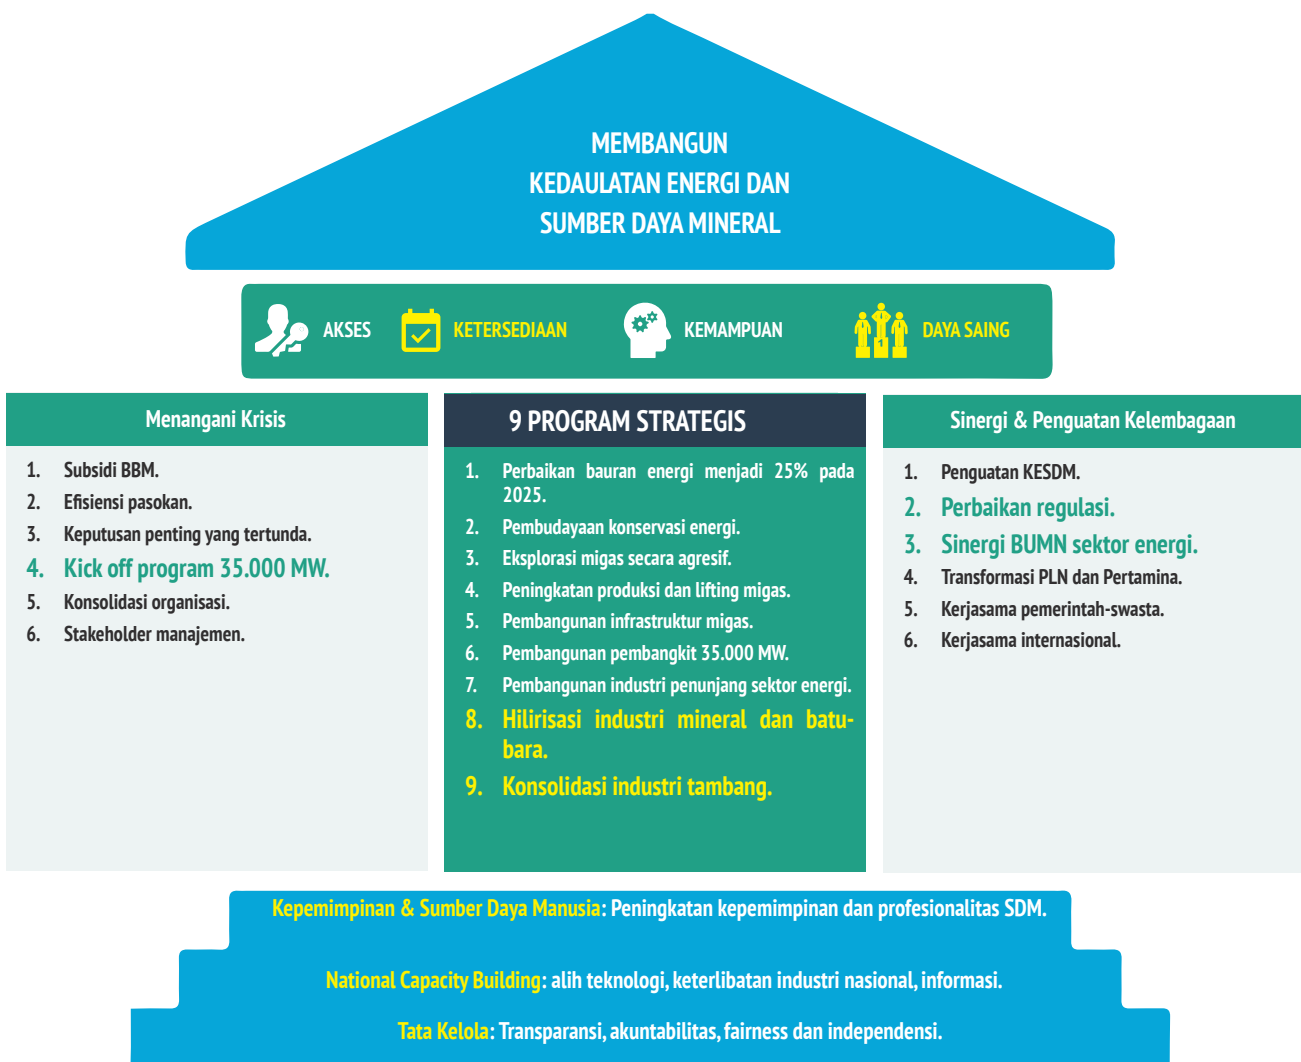 MEMBANGUN
KEDAULATAN ENERGI DAN
SUMBER DAYA MINERAL
AKSES
KETERSEDIAAN
KEMAMPUAN
1
DAYA SAING
Menangani Krisis
1. Subsidi BBM.
2. Efisiensi pasokan.
3. Keputusan penting yang tertunda.
4. Kick off program 35.000 MW.
5. Konsolidasi organisasi.
6. Stakeholder manajemen.
9 PROGRAM STRATEGIS
1. Perbaikan bauran energi menjadi 25% pada
2025.
2. Pembudayaan konservasi energi.
3. Eksplorasi migas secara agresif.
4. Peningkatan produksi dan lifting migas.
5. Pembangunan infrastruktur migas.
6. Pembangunan pembangkit 35.000 MW.
7. Pembangunan industri penunjang sektor energi.
8. Hilirisasi industri mineral dan batu-
bara.
9. Konsolidasi industri tambang.
Sinergi & Penguatan Kelembagaan
1. Penguatan KESDM.
2. Perbaikan regulasi.
3. Sinergi BUMN sektor energi.
4. Transformasi PLN dan Pertamina.
5. Kerjasama pemerintah-swasta.
6. Kerjasama internasional.
Kepemimpinan & Sumber Daya Manusia: Peningkatan kepemimpinan dan profesionalitas SDM.
National Capacity Building: alih teknologi, keterlibatan industri nasional, informasi.
Tata Kelola: Transparansi, akuntabilitas, fairness dan independensi.